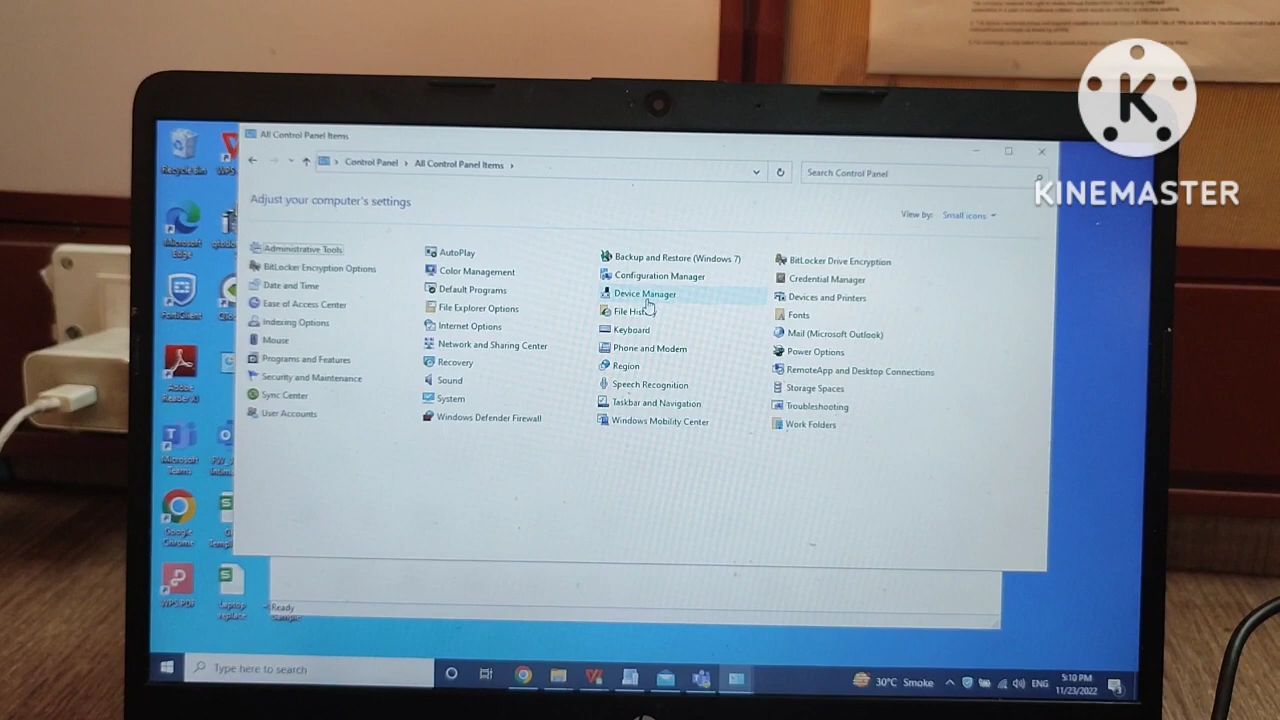 KINEMASTER
All Control Panel Items
Control Panel > All Control Panel Items >
Search Control Panel
Adjust your computer's settings
View by: Small icons
Administrative Tools
BitLocker Encryption Options
Date and Time
Ease of Access Center
Indexing Options
Mouse
Programs and Features
Security and Maintenance
Sync Center
User Accounts
AutoPlay
Color Management
Default Programs
File Explorer Options
Internet Options
Network and Sharing Center
Recovery
Sound
System
Windows Defender Firewall
Backup and Restore (Windows 7)
Configuration Manager
Device Manager
File
Keyboard
Phone and Modem
Region
Speech Recognition
Taskbar and Navigation
Windows Mobility Center
BitLocker Drive Encryption
Credential Manager
Devices and Printers
Fonts
Mail (Microsoft Outlook)
Power Options
RemoteApp and Desktop Connections
Storage Spaces
Troubleshooting
Work Folders
Recycle Bin
WPS
Microsoft
Edge
FortiClient
Adobe
Reader XI
Microsoft
Teams
Google
Chrome
WPS PDF
Laptop
replace
Ready
sample
Type here to search
30°C Smoke
ENG
5:10 PM
11/23/2022